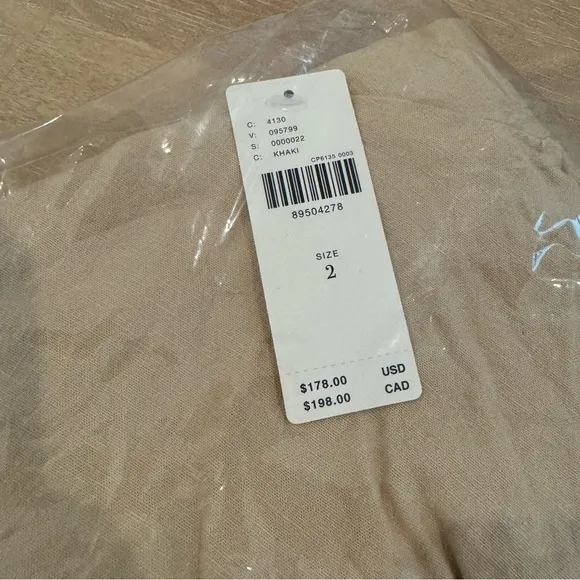 C: 4130
V: 095799
S: 0000022
C: KHAKI
CP6135 0003
89504278
SIZE
2
$178.00 USD
$198.00 CAD